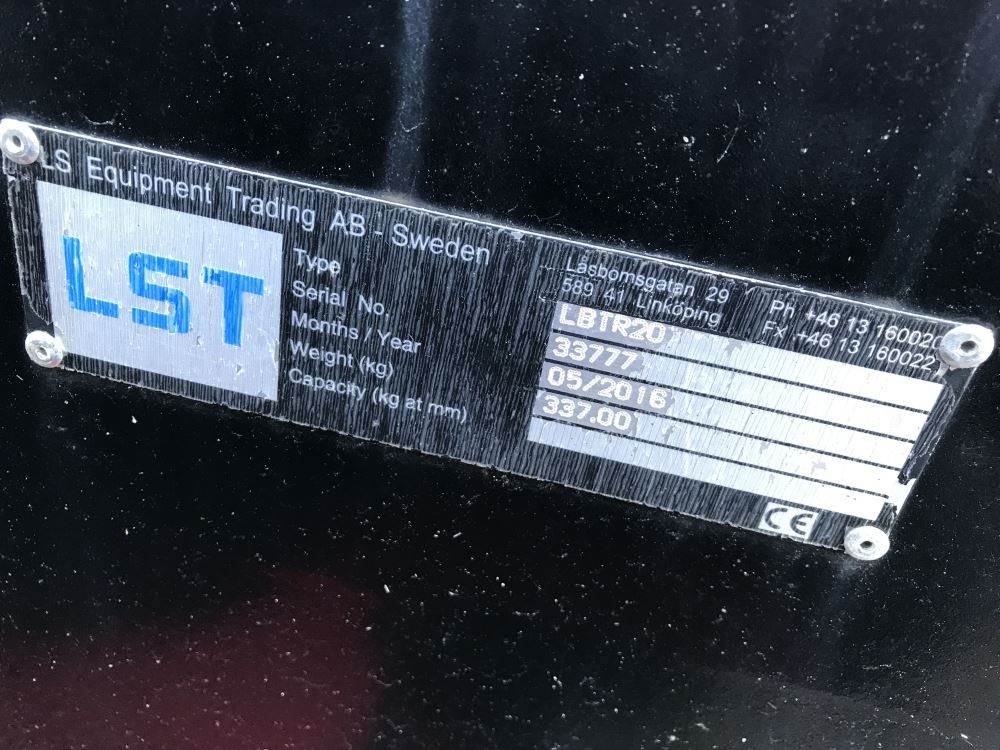 LS Equipment Trading AB - Sweden
LST
Låsbomsgatan 29
589 41 Linköping
Ph +46 13 160020
Fx +46 13 160022
Type LBTR20
Serial No. 33777
Months / Year 05/2016
Weight (kg) 337.00
Capacity (kg at mm)
CE